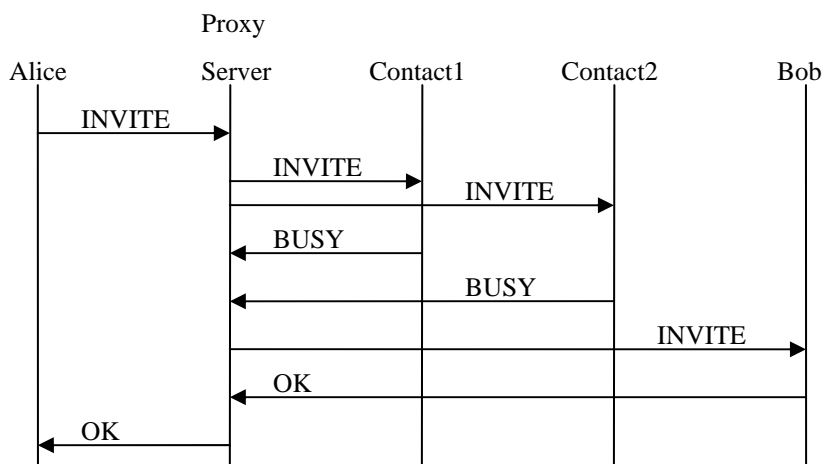 Proxy
Alice Server Contact1 Contact2 Bob
INVITE
INVITE
INVITE
BUSY
BUSY
INVITE
OK
OK